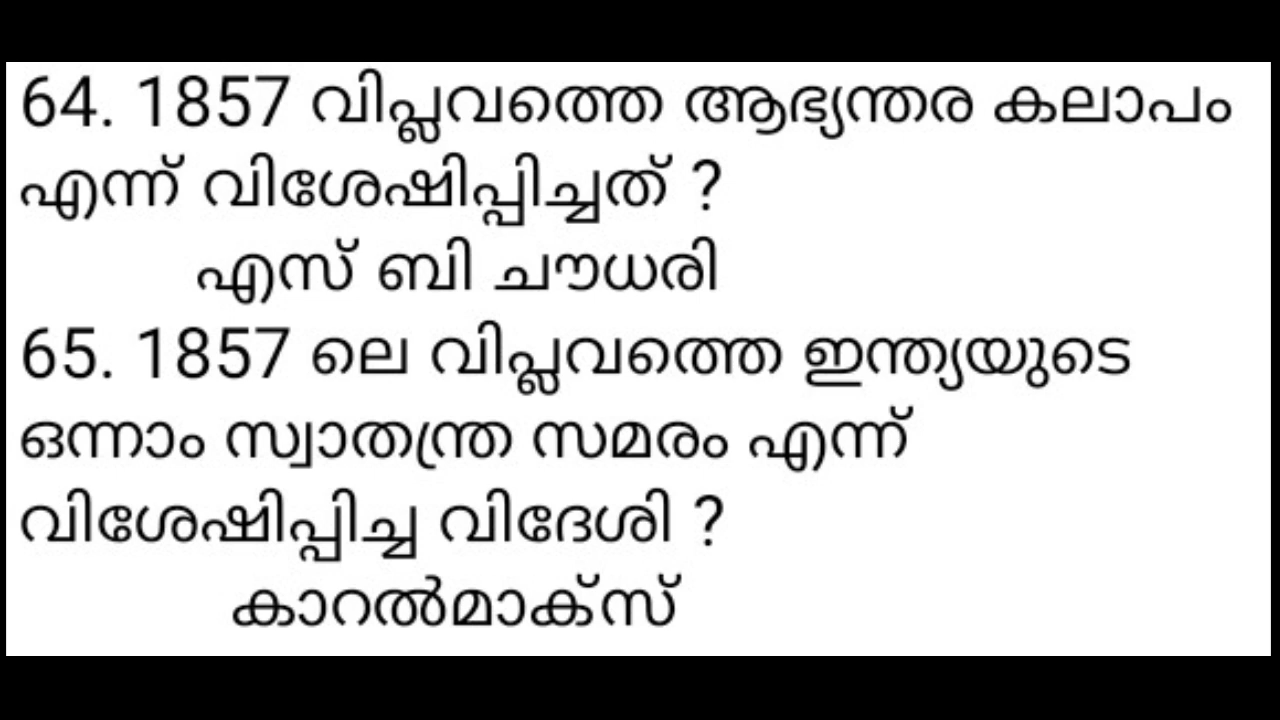 64. 1857 വിപ്ലവത്തെ ആഭ്യന്തര കലാപം
എന്ന് വിശേഷിപ്പിച്ചത് ?
എസ് ബി ചൗധരി
65. 1857 ലെ വിപ്ലവത്തെ ഇന്ത്യയുടെ
ഒന്നാം സ്വാതന്ത്ര സമരം എന്ന്
വിശേഷിപ്പിച്ച വിദേശി ?
കാറൽമാക്സ്